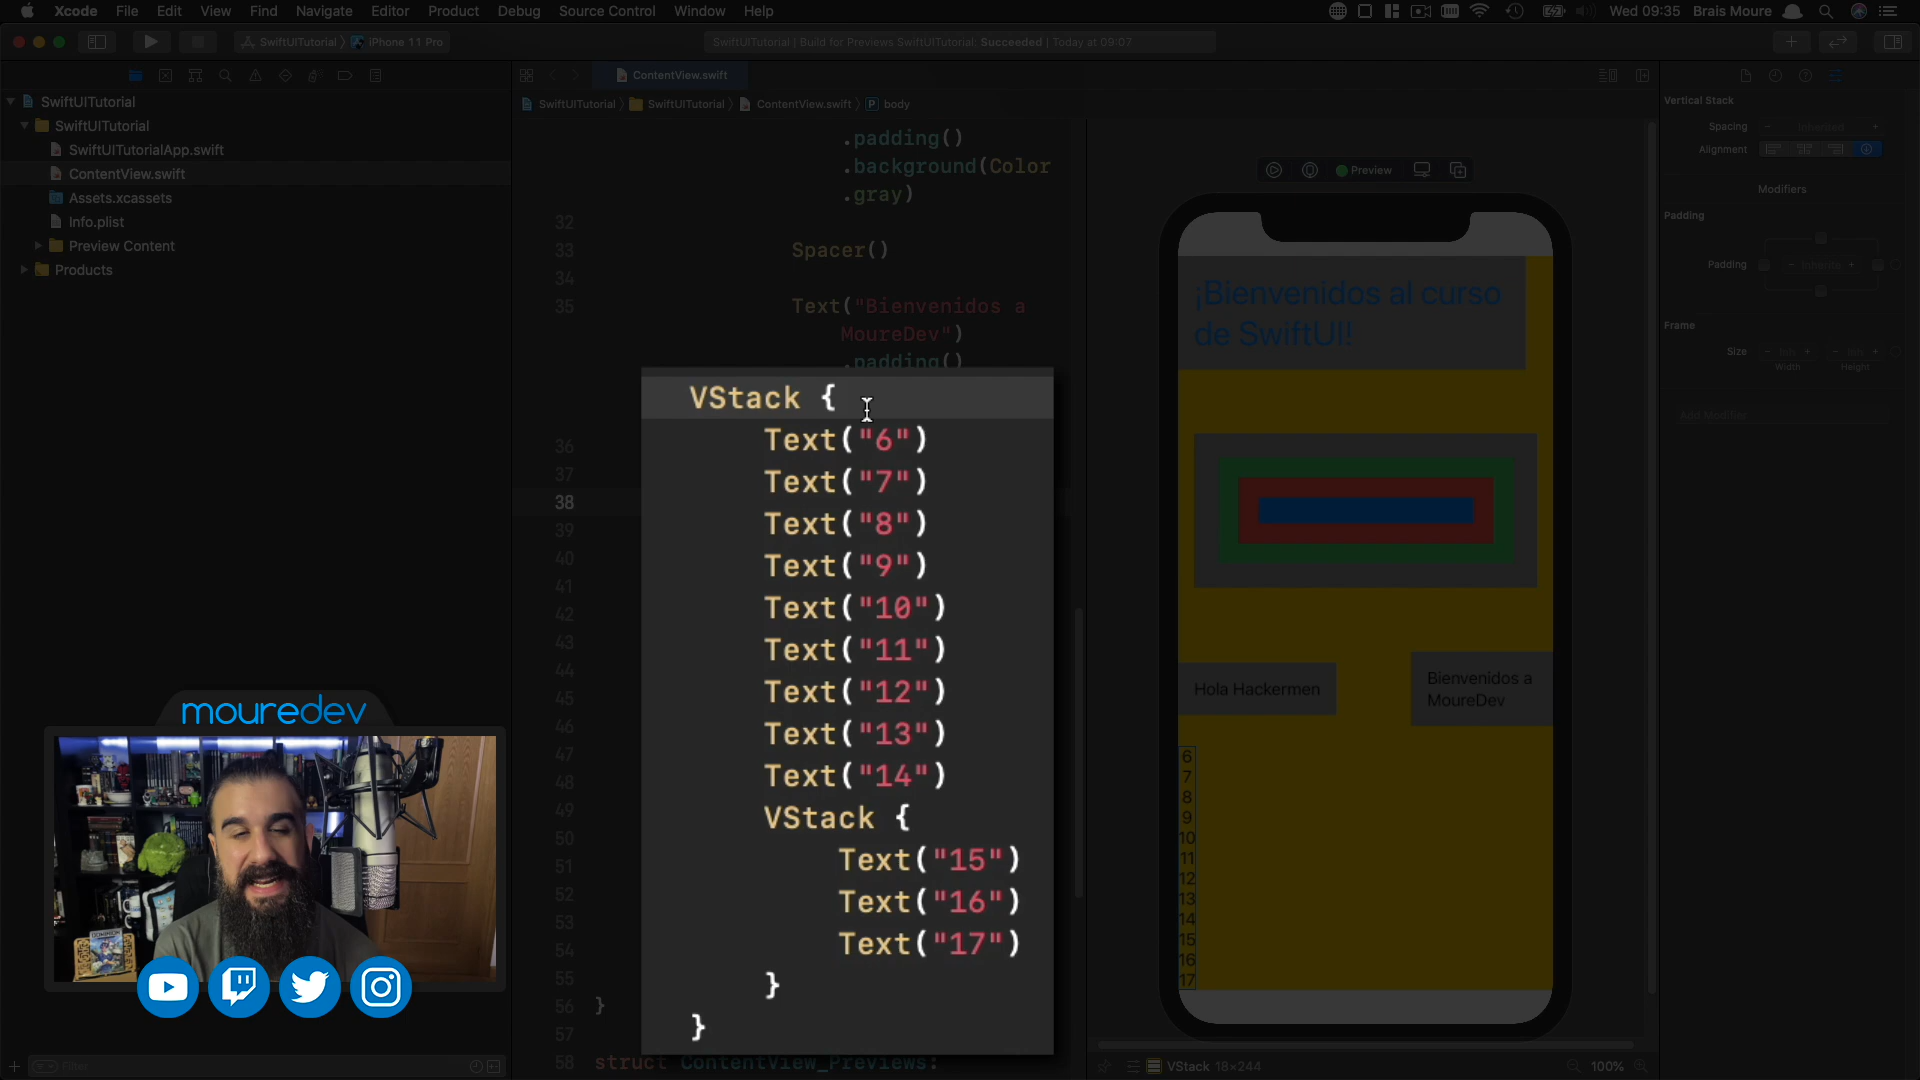 Xcode File Edit View Find Navigate Editor Product Debug Source Control Window Help
Wed 09:35 Brais Moure
SwiftUITutorial iPhone 11 Pro
SwiftUITutorial | Build for Previews SwiftUITutorial: Succeeded | Today at 09:07
ContentView.swift
SwiftUITutorial SwiftUITutorial ContentView.swift P body
SwiftUITutorial
SwiftUITutorial
SwiftUITutorialApp.swift
ContentView.swift
Assets.xcassets
Info.plist
Preview Content
Products
Filter
.padding()
.background(Color
.gray)
32
33 Spacer()
34
35 Text("Bienvenidos a
MoureDev")
.padding()
36
37
38
39
40
41
42
43
44
45
46
47
48
49
50
51
52
53
54
55
56 }
57
58 struct ContentView_Previews:
VStack {
Text("6")
Text("7")
Text("8")
Text("9")
Text("10")
Text("11")
Text("12")
Text("13")
Text("14")
VStack {
Text("15")
Text("16")
Text("17")
}
}
Preview
¡Bienvenidos al curso
de SwiftUI!
Hola Hackermen
Bienvenidos a
MoureDev
6
7
8
9
10
11
12
13
14
15
16
17
VStack 18×244
100%
Vertical Stack
Spacing - Inherited +
Alignment
Modifiers
Padding
Padding
Frame
Size
Width Height
Add Modifier
mouredev